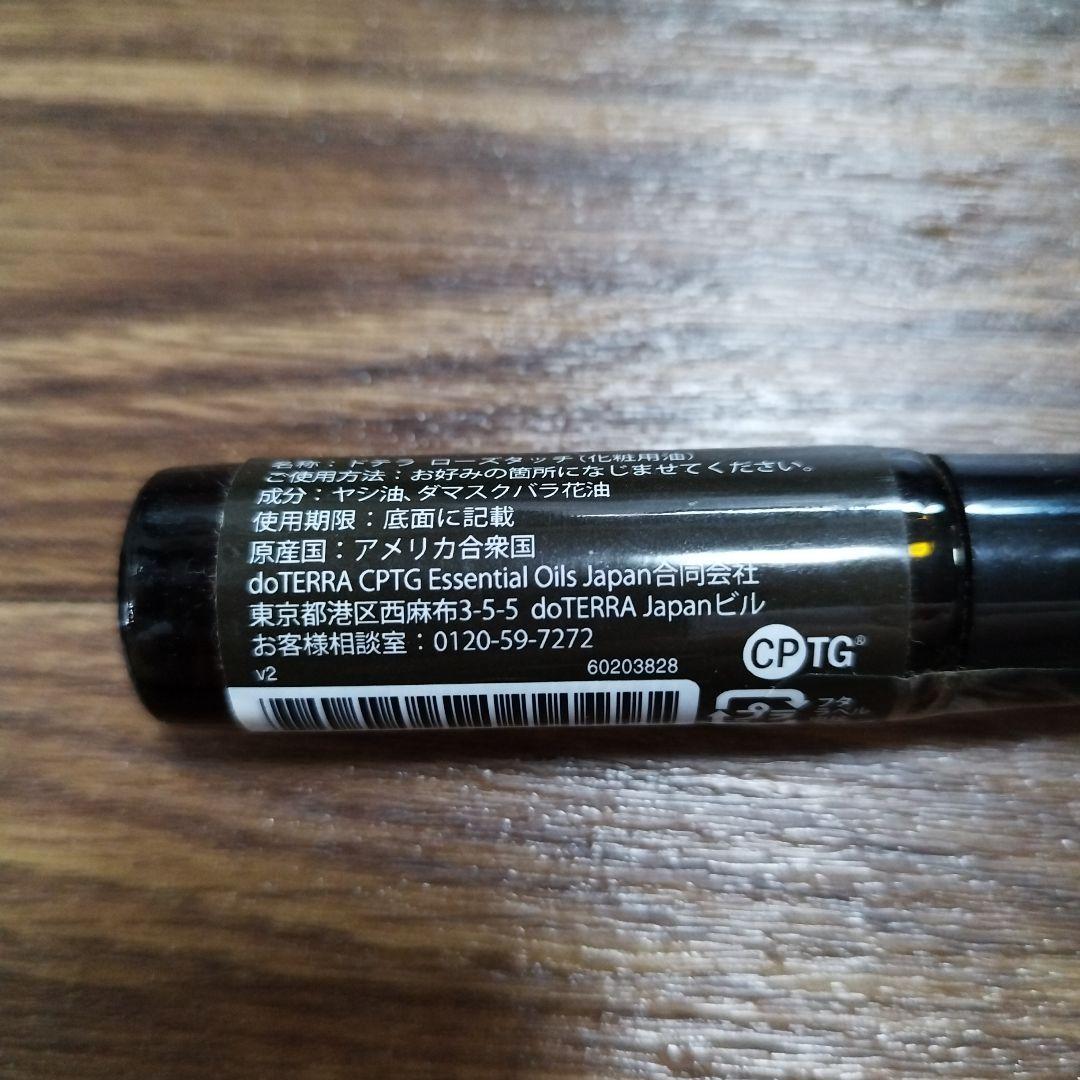 名称：ドテラ ローズタッチ（化粧用油）
ご使用方法：お好みの箇所になじませてください。
成分：ヤシ油、ダマスクバラ花油
使用期限：底面に記載
原産国：アメリカ合衆国
doTERRA CPTG Essential Oils Japan合同会社
東京都港区西麻布3-5-5 doTERRA Japanビル
お客様相談室：0120-59-7272
CPTG®
v2 60203828
フタ